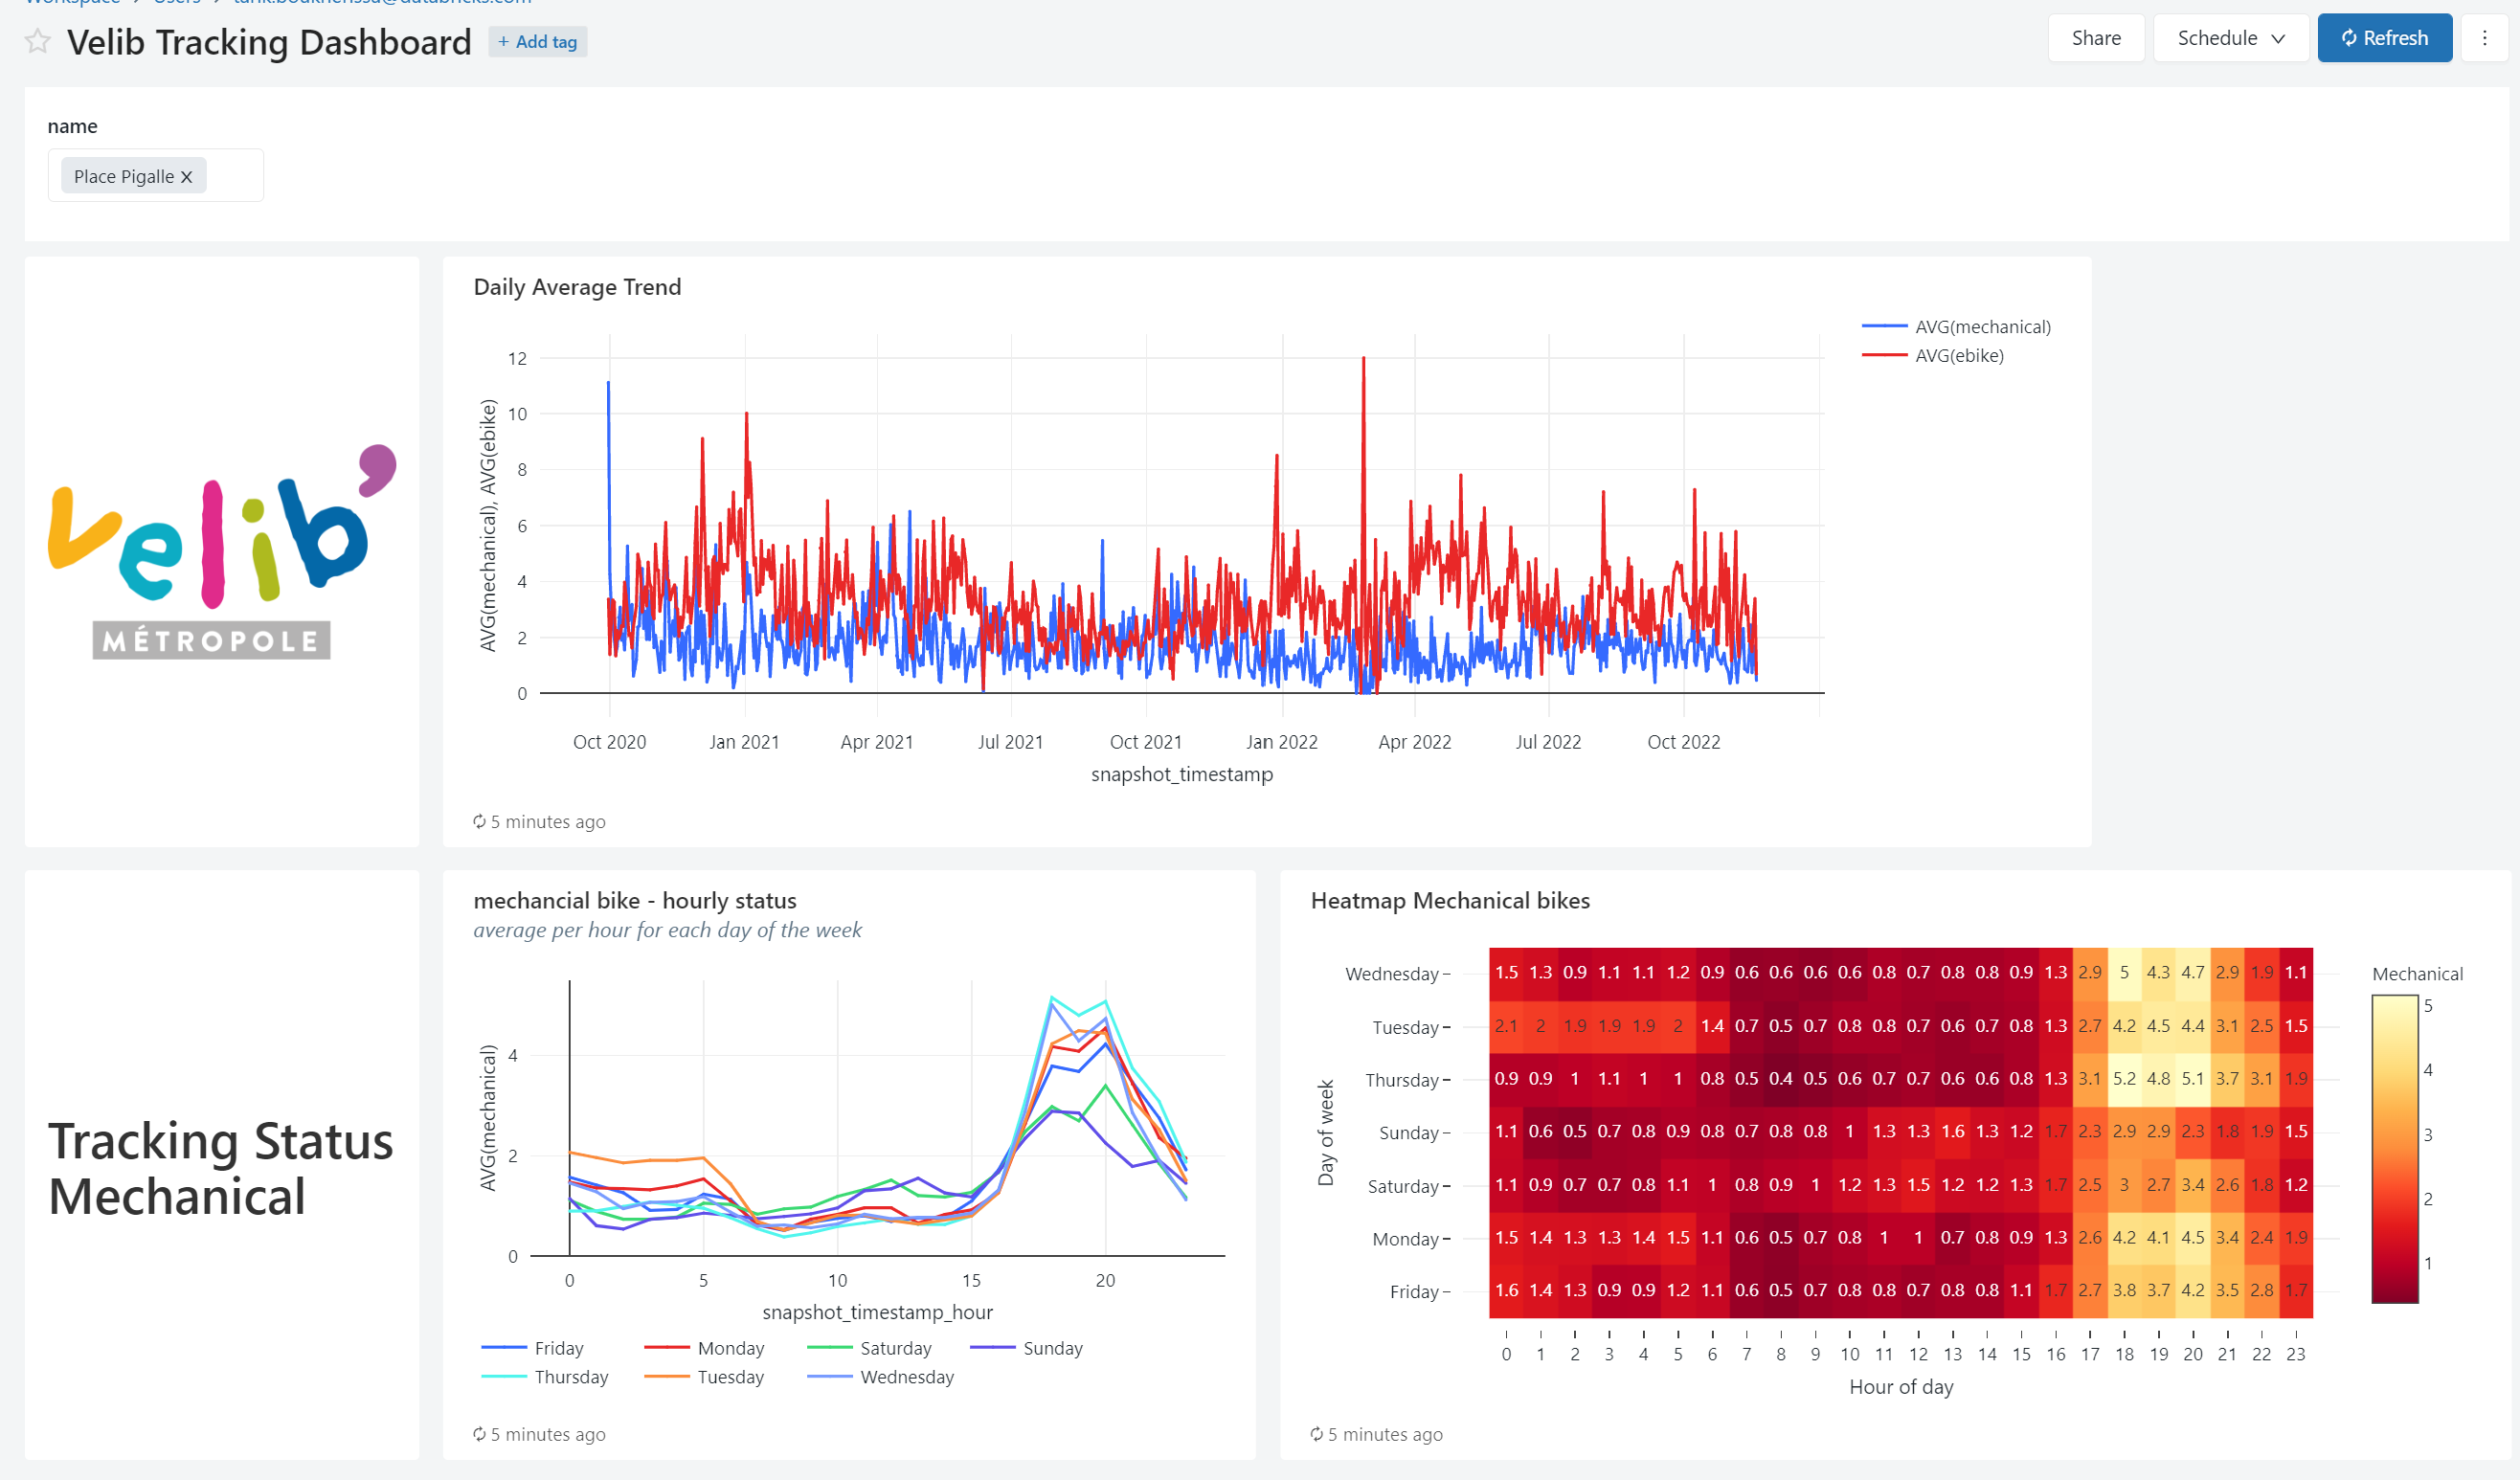 Workspace > Users > tarik.boukherissa@databricks.com
Velib Tracking Dashboard
+ Add tag
Share
Schedule
Refresh
name
Place Pigalle X
velib'
MÉTROPOLE
Daily Average Trend
AVG(mechanical)
AVG(ebike)
AVG(mechanical), AVG(ebike)
12
10
8
6
4
2
0
Oct 2020 Jan 2021 Apr 2021 Jul 2021 Oct 2021 Jan 2022 Apr 2022 Jul 2022 Oct 2022
snapshot_timestamp
5 minutes ago
Tracking Status
Mechanical
mechancial bike - hourly status
average per hour for each day of the week
AVG(mechanical)
4
2
0
0 5 10 15 20
snapshot_timestamp_hour
Friday Monday Saturday Sunday
Thursday Tuesday Wednesday
5 minutes ago
Heatmap Mechanical bikes
Day of week
Wednesday 1.5 1.3 0.9 1.1 1.1 1.2 0.9 0.6 0.6 0.6 0.6 0.8 0.7 0.8 0.8 0.9 1.3 2.9 5 4.3 4.7 2.9 1.9 1.1
Tuesday 2.1 2 1.9 1.9 1.9 2 1.4 0.7 0.5 0.7 0.8 0.8 0.7 0.6 0.7 0.8 1.3 2.7 4.2 4.5 4.4 3.1 2.5 1.5
Thursday 0.9 0.9 1 1.1 1 1 0.8 0.5 0.4 0.5 0.6 0.7 0.7 0.6 0.6 0.8 1.3 3.1 5.2 4.8 5.1 3.7 3.1 1.9
Sunday 1.1 0.6 0.5 0.7 0.8 0.9 0.8 0.7 0.8 0.8 1 1.3 1.3 1.6 1.3 1.2 1.7 2.3 2.9 2.9 2.3 1.8 1.9 1.5
Saturday 1.1 0.9 0.7 0.7 0.8 1.1 1 0.8 0.9 1 1.2 1.3 1.5 1.2 1.2 1.3 1.7 2.5 3 2.7 3.4 2.6 1.8 1.2
Monday 1.5 1.4 1.3 1.3 1.4 1.5 1.1 0.6 0.5 0.7 0.8 1 1 0.7 0.8 0.9 1.3 2.6 4.2 4.1 4.5 3.4 2.4 1.9
Friday 1.6 1.4 1.3 0.9 0.9 1.2 1.1 0.6 0.5 0.7 0.8 0.8 0.7 0.8 0.8 1.1 1.7 2.7 3.8 3.7 4.2 3.5 2.8 1.7
0 1 2 3 4 5 6 7 8 9 10 11 12 13 14 15 16 17 18 19 20 21 22 23
Hour of day
Mechanical
5
4
3
2
1
5 minutes ago